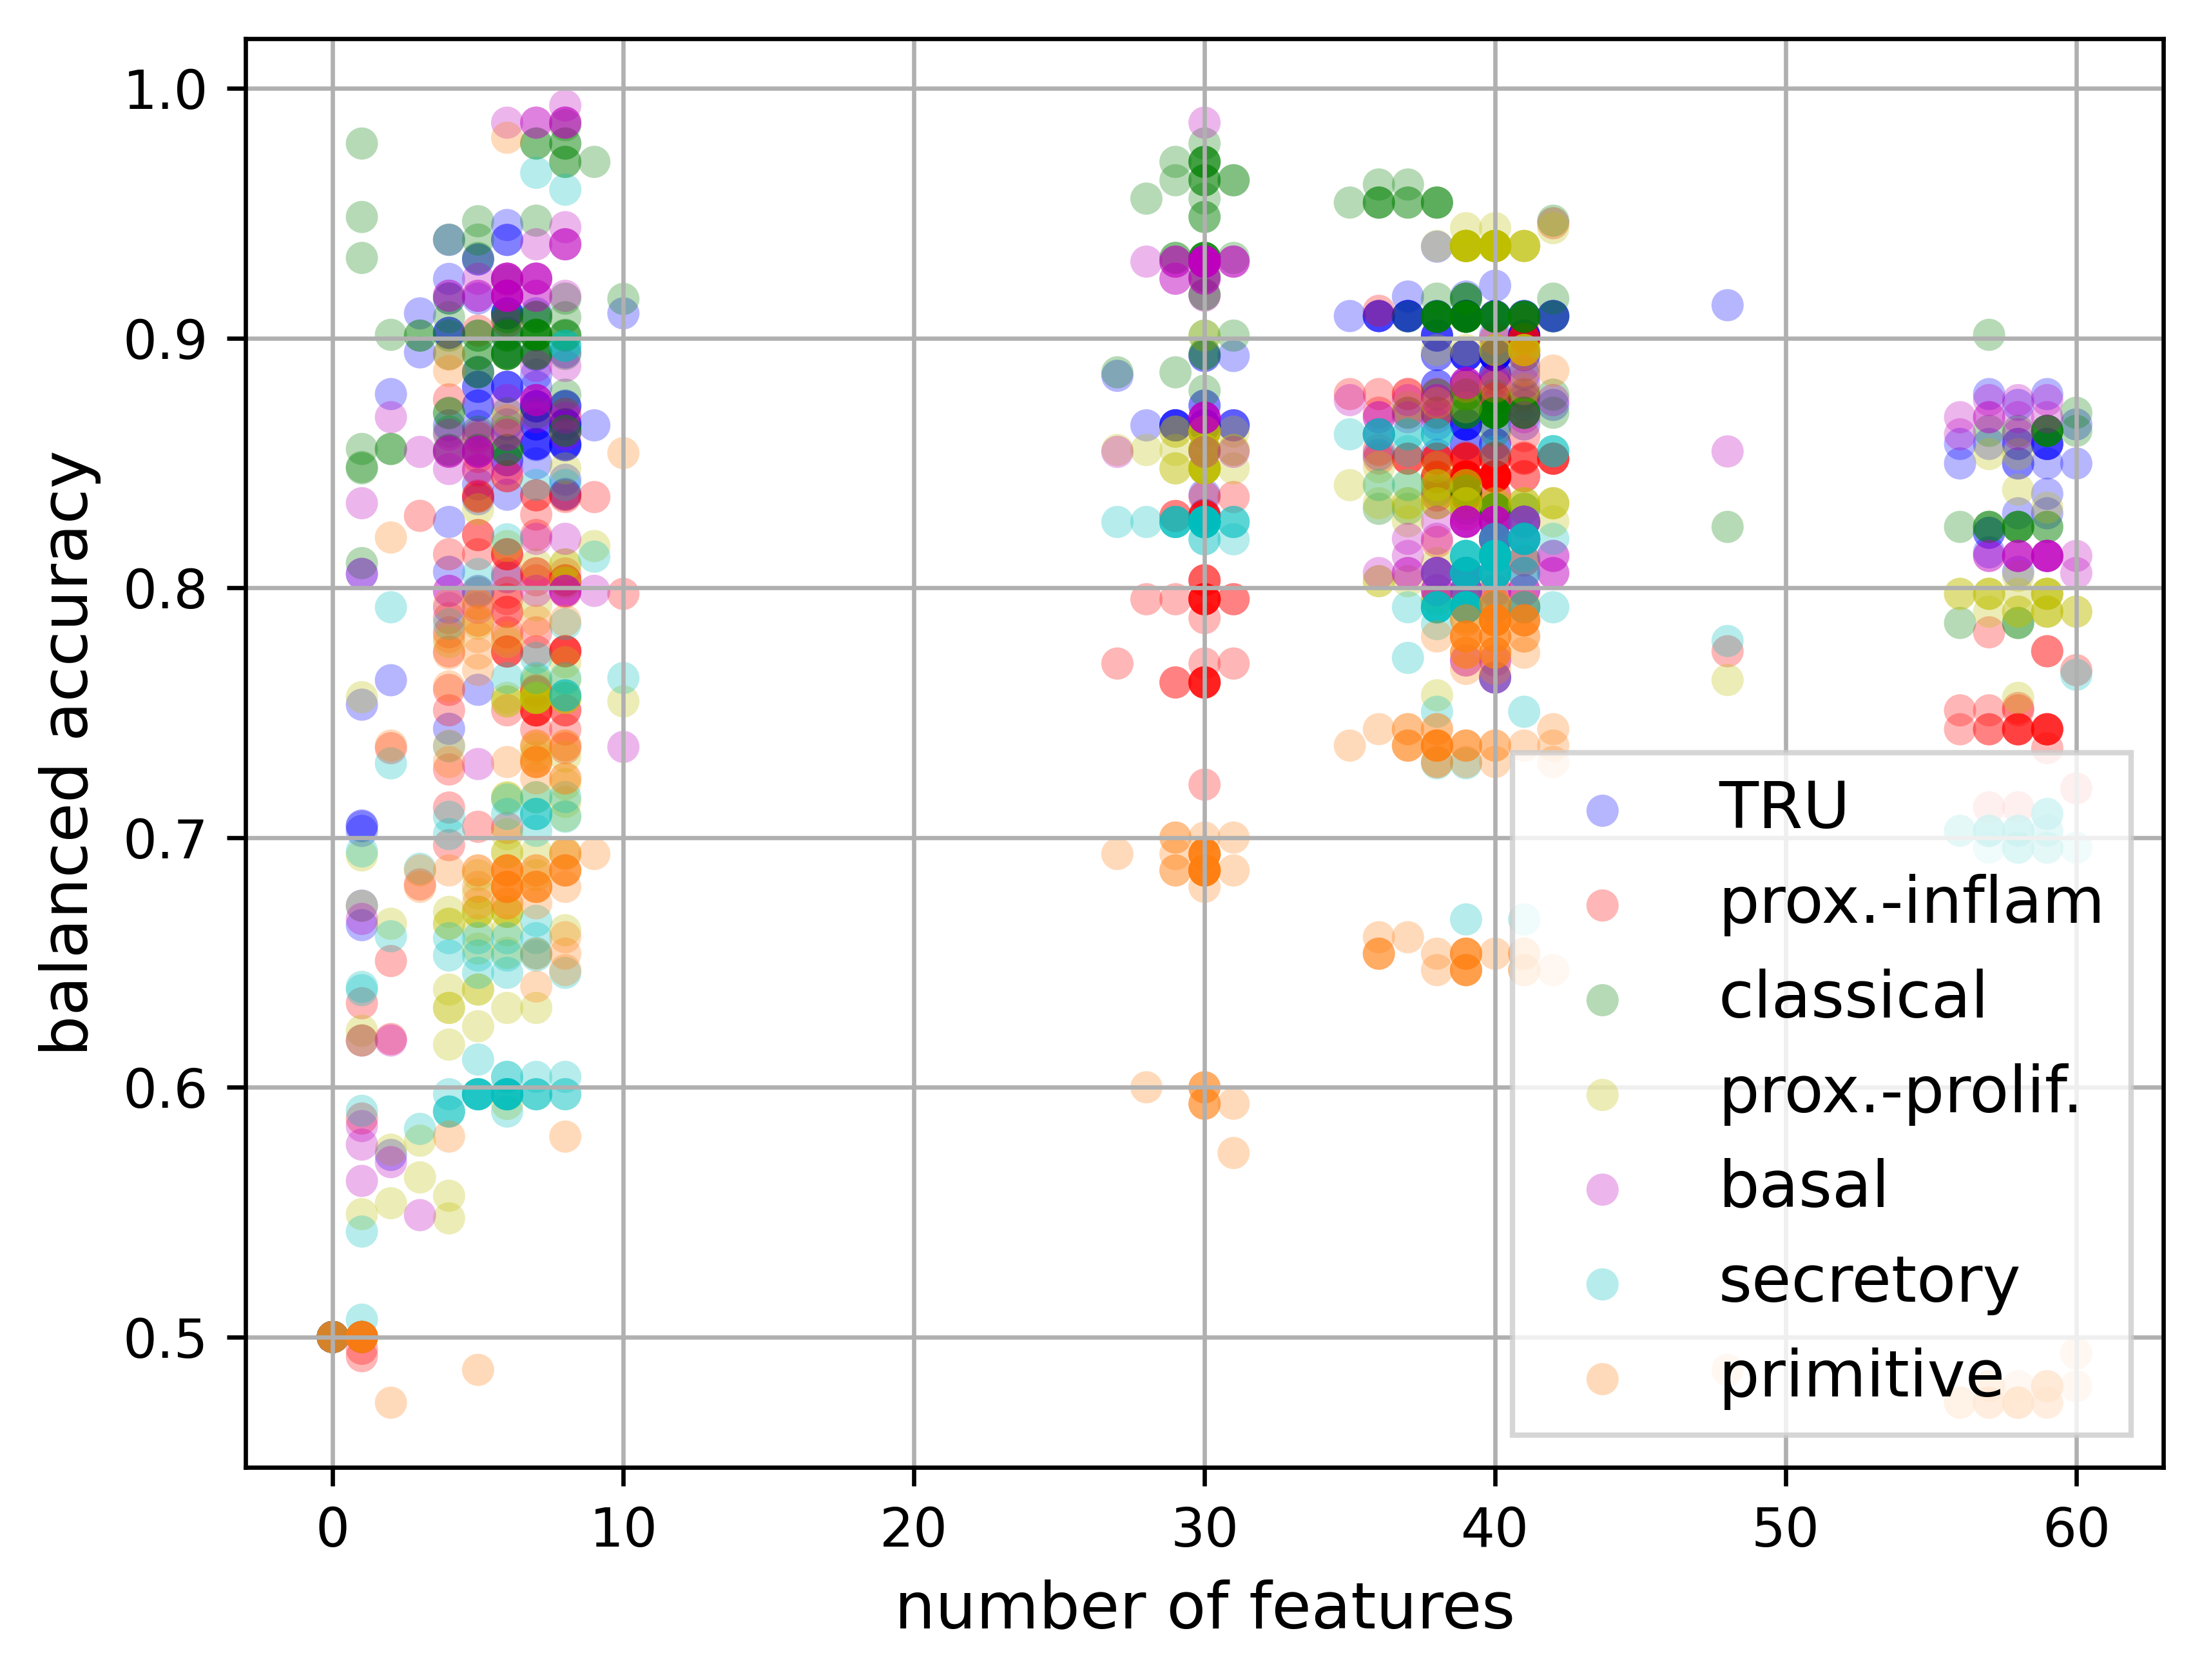 1.0
0.9
0.8
0.7
0.6
0.5
balanced accuracy
TRU
prox.-inflam
classical
prox.-prolif.
basal
secretory
primitive
0 10 20 30 40 50 60
number of features